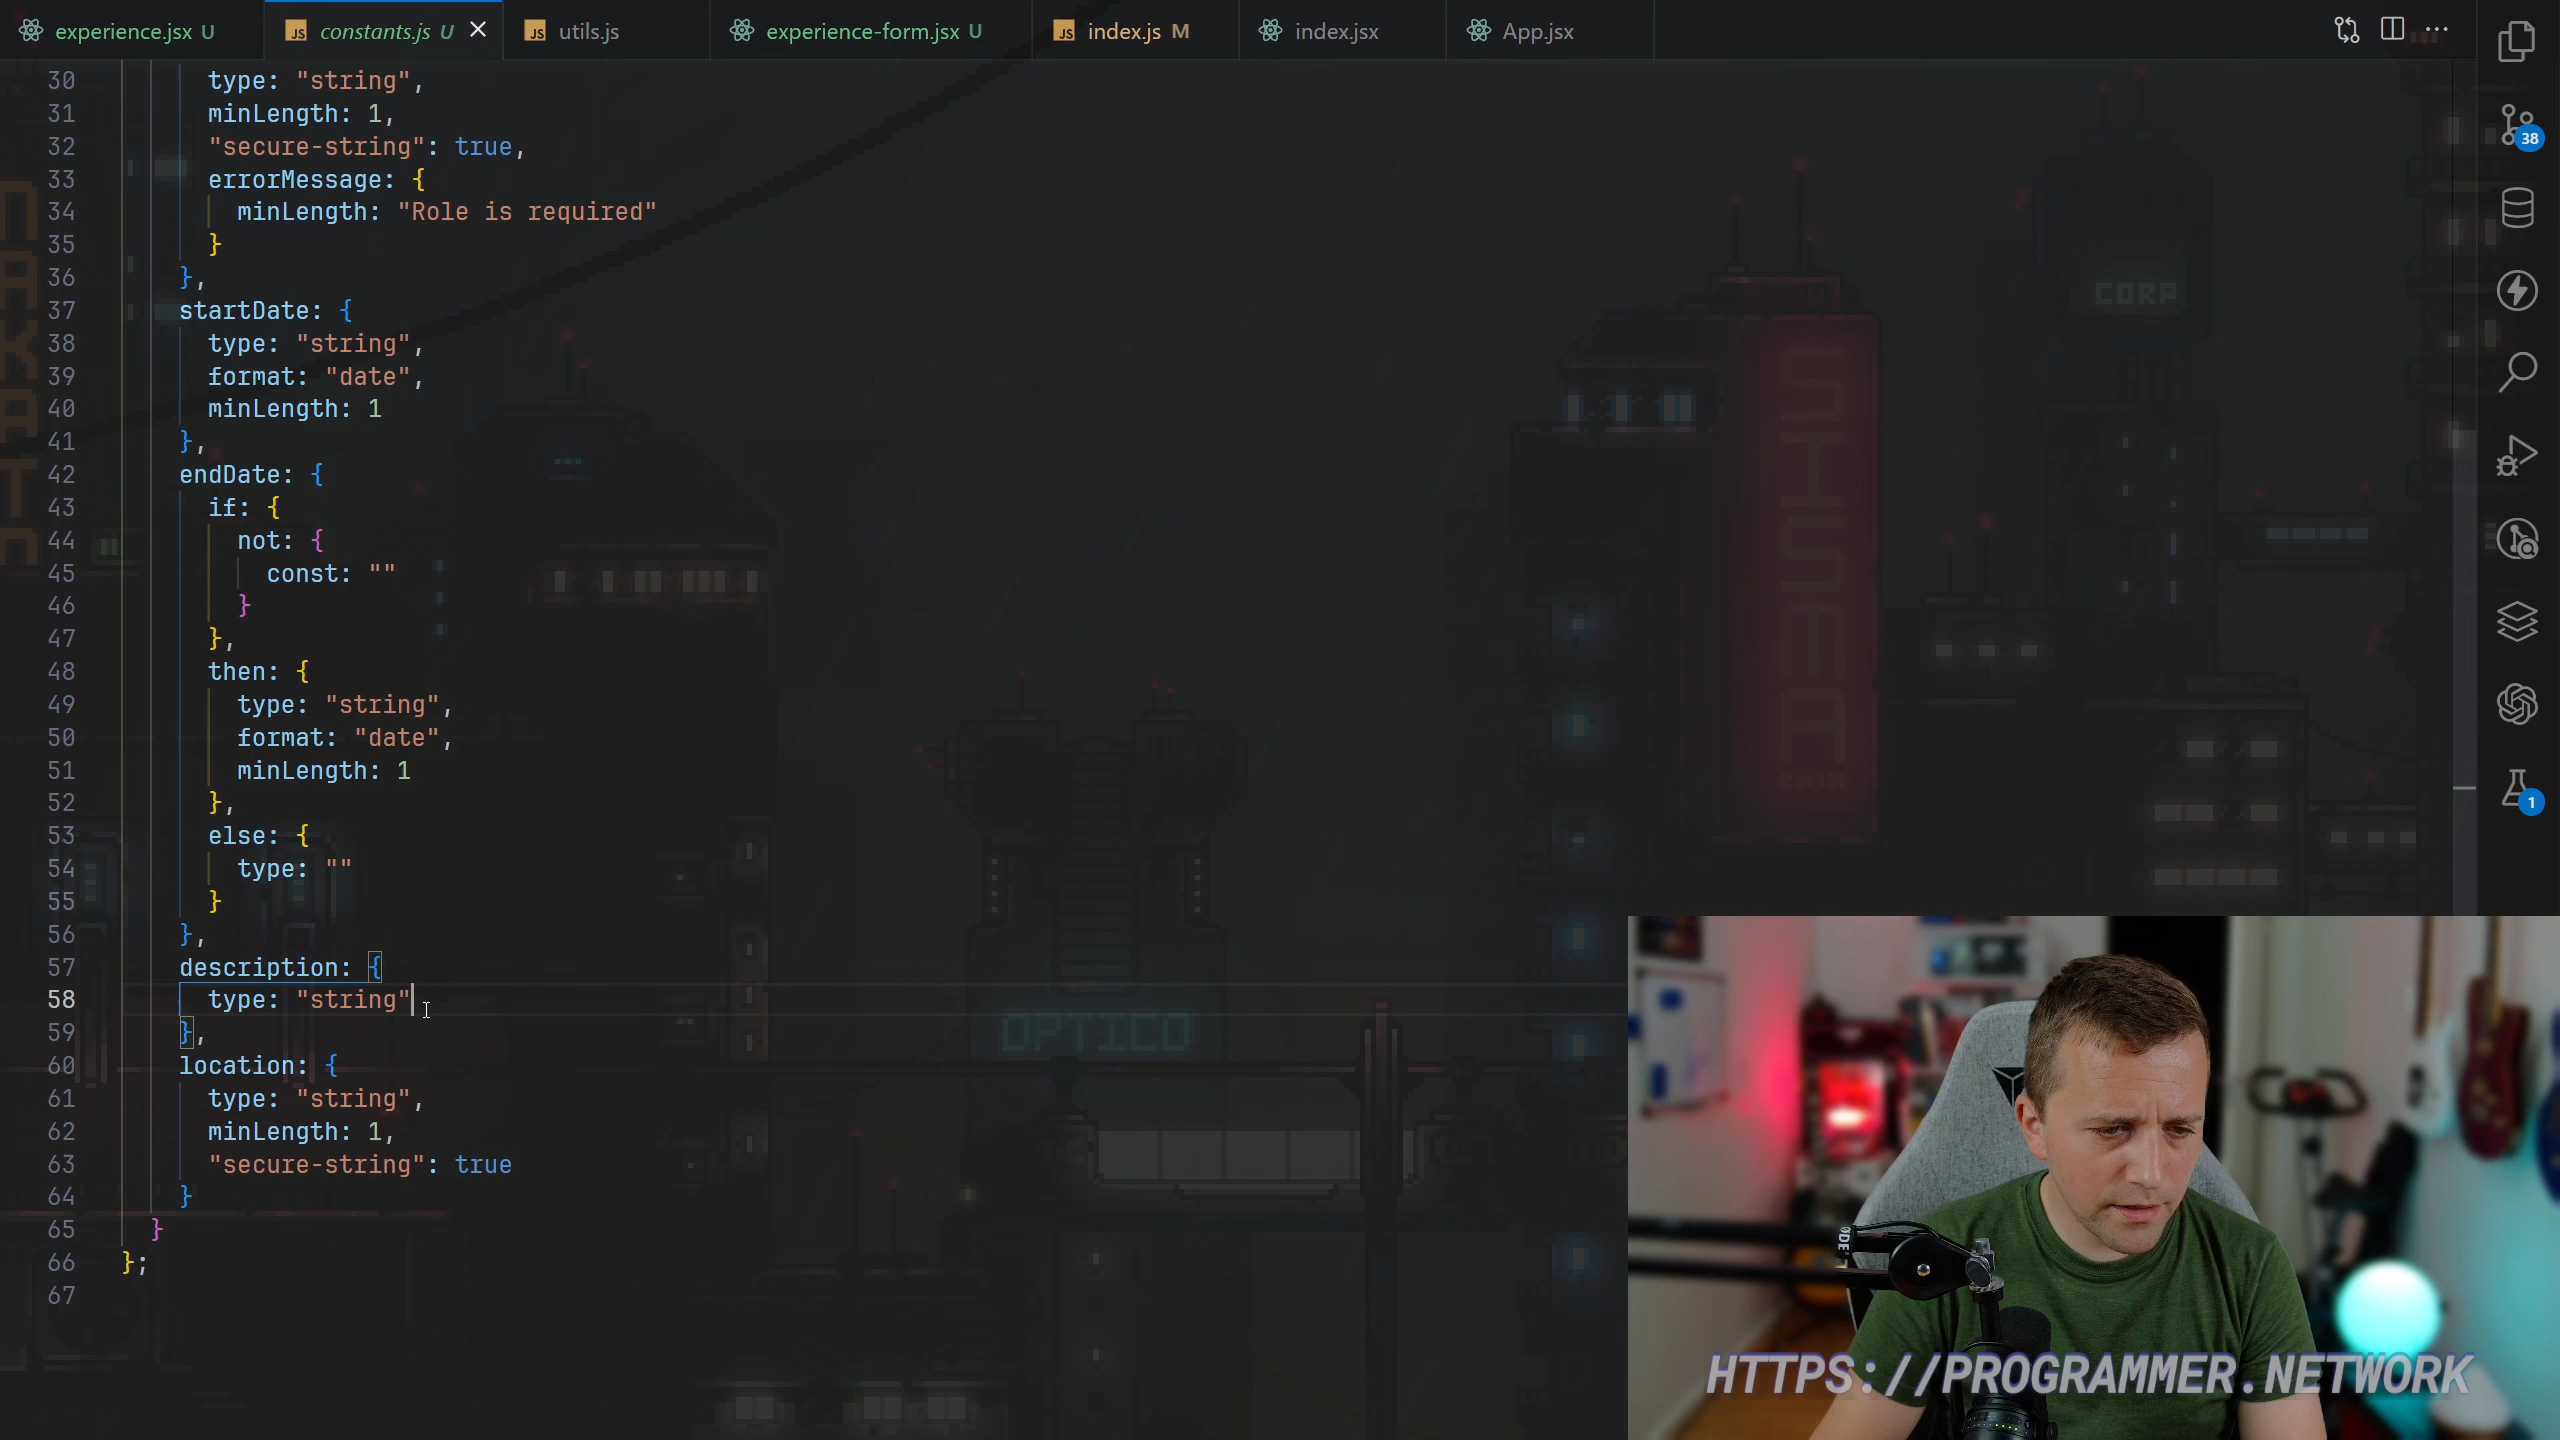 experience.jsx U
constants.js U
utils.js
experience-form.jsx U
index.js M
index.jsx
App.jsx
30 type: "string",
31 minLength: 1,
32 "secure-string": true,
33 errorMessage: {
34 minLength: "Role is required"
35 }
36 },
37 startDate: {
38 type: "string",
39 format: "date",
40 minLength: 1
41 },
42 endDate: {
43 if: {
44 not: {
45 const: ""
46 }
47 },
48 then: {
49 type: "string",
50 format: "date",
51 minLength: 1
52 },
53 else: {
54 type: ""
55 }
56 },
57 description: {
58 type: "string"
59 },
60 location: {
61 type: "string",
62 minLength: 1,
63 "secure-string": true
64 }
65 }
66 };
67
38
1
CORP
OPTICO
HTTPS://PROGRAMMER.NETWORK